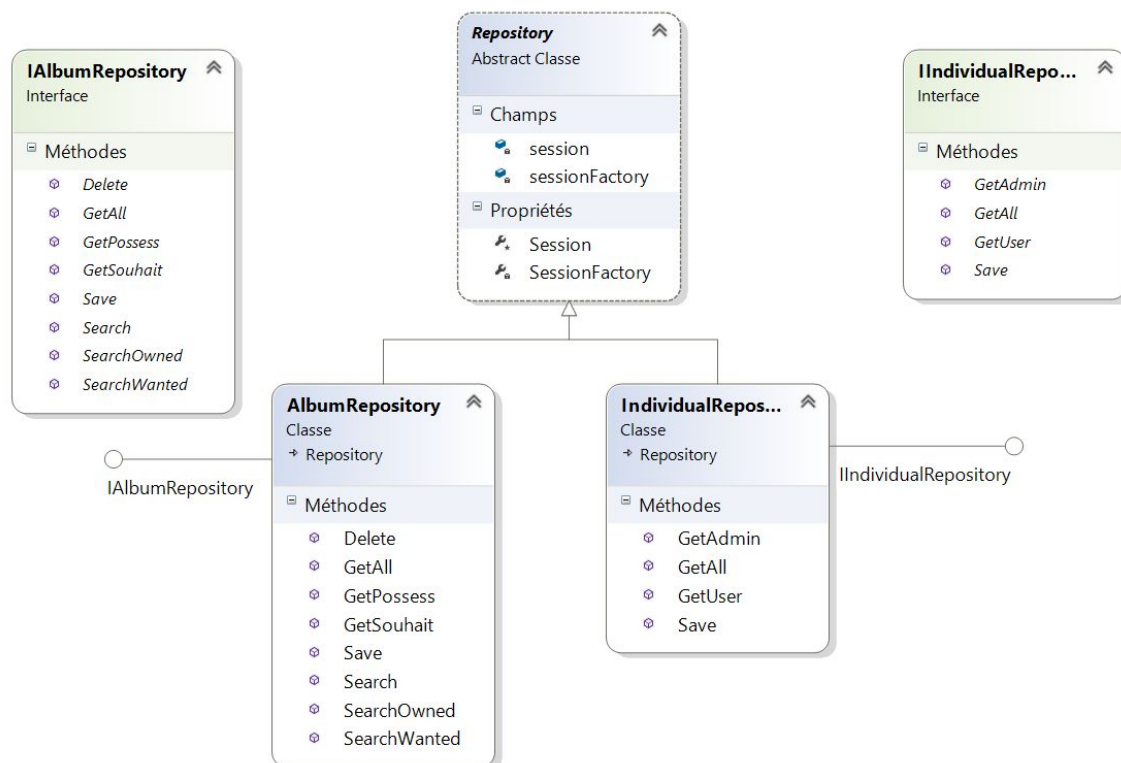 IAlbumRepository
Interface
Méthodes
Delete
GetAll
GetPossess
GetSouhait
Save
Search
SearchOwned
SearchWanted
Repository
Abstract Classe
Champs
session
sessionFactory
Propriétés
Session
SessionFactory
IIndividualRepo...
Interface
Méthodes
GetAdmin
GetAll
GetUser
Save
IAlbumRepository
AlbumRepository
Classe
Repository
Méthodes
Delete
GetAll
GetPossess
GetSouhait
Save
Search
SearchOwned
SearchWanted
IndividualRepos...
Classe
Repository
Méthodes
GetAdmin
GetAll
GetUser
Save
IIndividualRepository